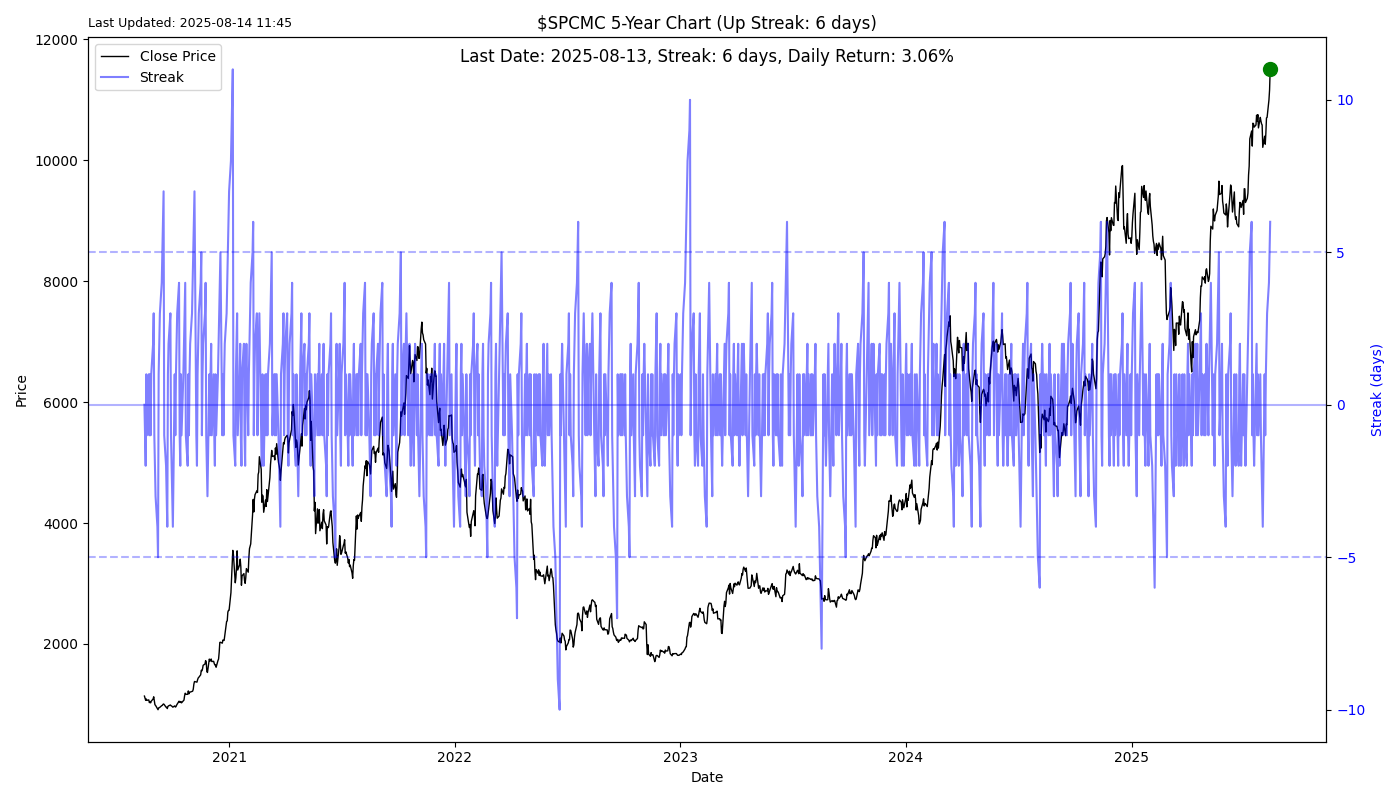 Last Updated: 2025-08-14 11:45
$SPCMC 5-Year Chart (Up Streak: 6 days)
Last Date: 2025-08-13, Streak: 6 days, Daily Return: 3.06%
Close Price
Streak
12000
10000
8000
6000
4000
2000
Price
10
5
0
−5
−10
Streak (days)
2021
2022
2023
2024
2025
Date